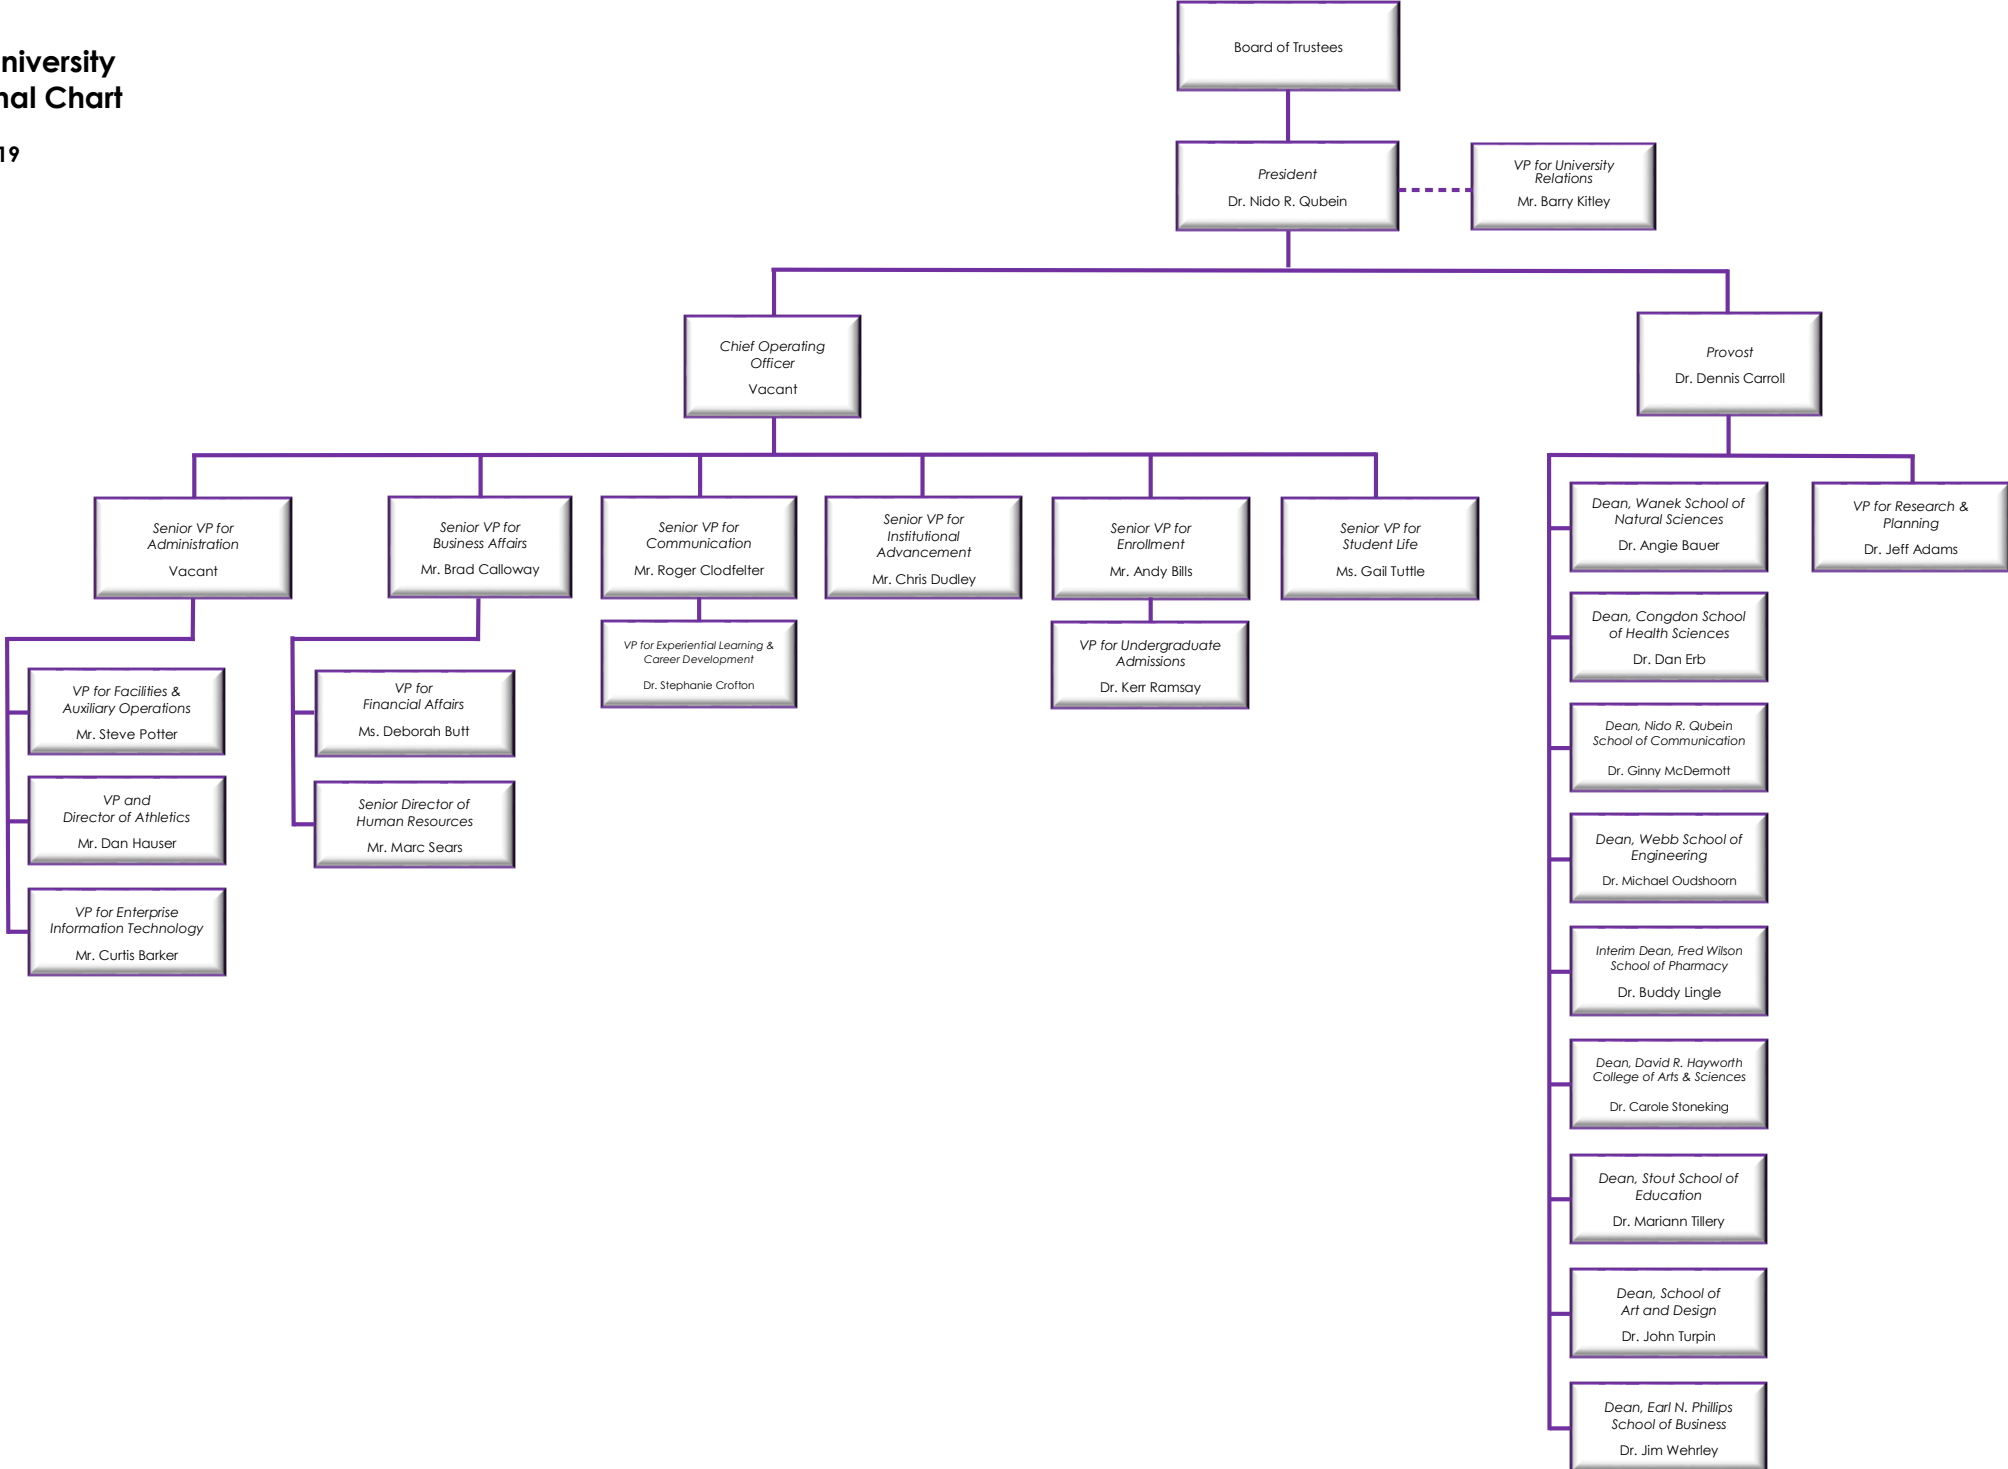 niversity
nal Chart
19
Board of Trustees
President
Dr. Nido R. Qubein
VP for University
Relations
Mr. Barry Kitley
Chief Operating
Officer
Vacant
Provost
Dr. Dennis Carroll
Senior VP for
Administration
Vacant
Senior VP for
Business Affairs
Mr. Brad Calloway
Senior VP for
Communication
Mr. Roger Clodfelter
Senior VP for
Institutional
Advancement
Mr. Chris Dudley
Senior VP for
Enrollment
Mr. Andy Bills
Senior VP for
Student Life
Ms. Gail Tuttle
VP for Facilities &
Auxiliary Operations
Mr. Steve Potter
VP and
Director of Athletics
Mr. Dan Hauser
VP for Enterprise
Information Technology
Mr. Curtis Barker
VP for
Financial Affairs
Ms. Deborah Butt
Senior Director of
Human Resources
Mr. Marc Sears
VP for Experiential Learning &
Career Development
Dr. Stephanie Crofton
VP for Undergraduate
Admissions
Dr. Kerr Ramsay
Dean, Wanek School of
Natural Sciences
Dr. Angie Bauer
VP for Research &
Planning
Dr. Jeff Adams
Dean, Congdon School
of Health Sciences
Dr. Dan Erb
Dean, Nido R. Qubein
School of Communication
Dr. Ginny McDermott
Dean, Webb School of
Engineering
Dr. Michael Oudshoorn
Interim Dean, Fred Wilson
School of Pharmacy
Dr. Buddy Lingle
Dean, David R. Hayworth
College of Arts & Sciences
Dr. Carole Stoneking
Dean, Stout School of
Education
Dr. Mariann Tillery
Dean, School of
Art and Design
Dr. John Turpin
Dean, Earl N. Phillips
School of Business
Dr. Jim Wehrley